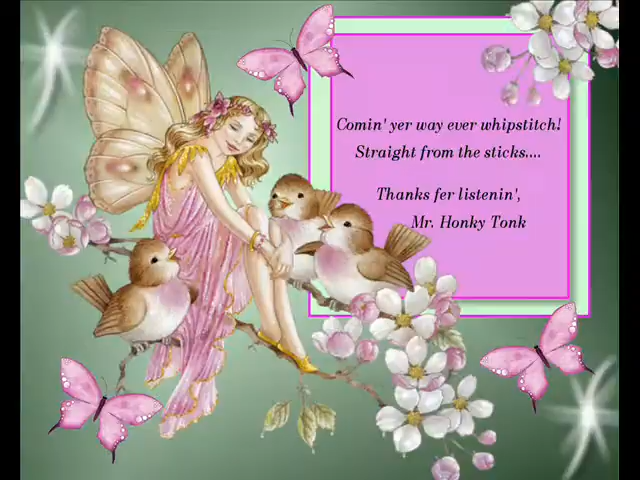 Comin' yer way ever whipstitch!
Straight from the sticks....
Thanks fer listenin',
Mr. Honky Tonk